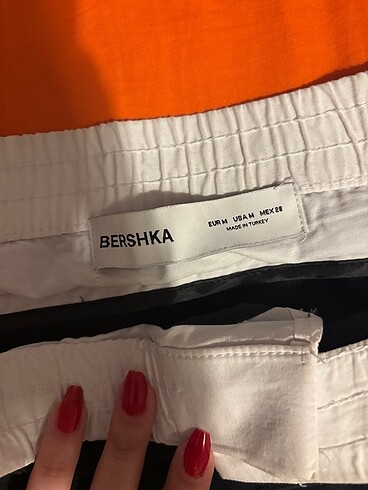 BERSHKA
EUR M USA M MEX 28
MADE IN TURKEY